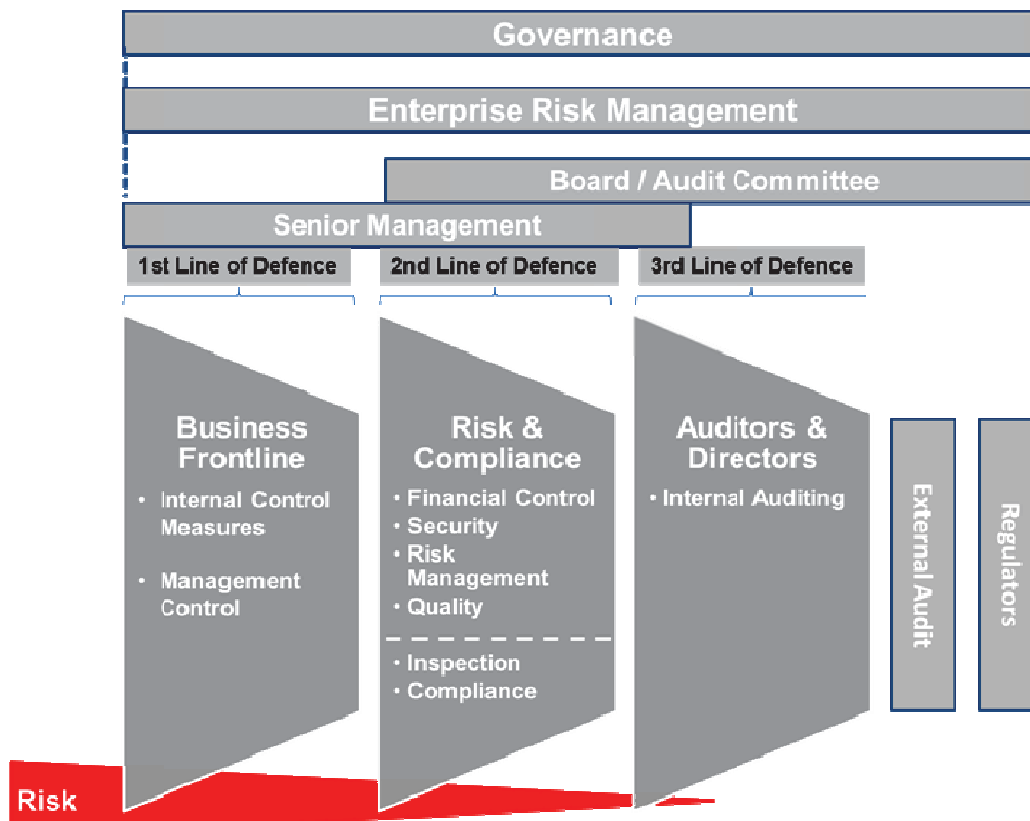 Governance
Enterprise Risk Management
Board / Audit Committee
Senior Management
1st Line of Defence
2nd Line of Defence
3rd Line of Defence
Business
Frontline
• Internal Control
Measures
• Management
Control
Risk &
Compliance
• Financial Control
• Security
• Risk
Management
• Quality
• Inspection
• Compliance
Auditors &
Directors
• Internal Auditing
External Audit
Regulators
Risk